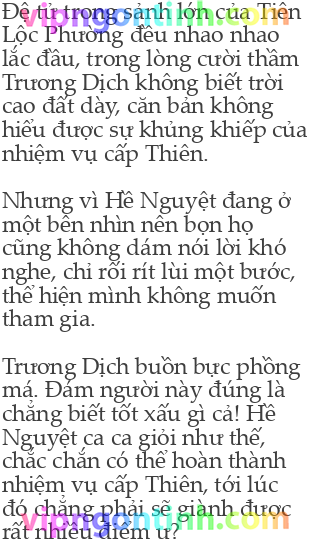 Đệ tử trong sảnh lớn của Tiên
Lộc Phường đều nhao nhao
lắc đầu, trong lòng cười thầm
Trương Dịch không biết trời
cao đất dày, căn bản không
hiểu được sự khủng khiếp của
nhiệm vụ cấp Thiên.
Nhưng vì Hề Nguyệt đang ở
một bên nhìn nên bọn họ
cũng không dám nói lời khó
nghe, chỉ rối rít lùi một bước,
thể hiện mình không muốn
tham gia.
Trương Dịch buồn bực phồng
má. Đám người này đúng là
chẳng biết tốt xấu gì cả! Hề
Nguyệt ca ca giỏi như thế,
chắc chắn có thể hoàn thành
nhiệm vụ cấp Thiên, tới lúc
đó chẳng phải sẽ giành được
rất nhiều điểm ư?
vipngontinh.com
vipngontinh.com